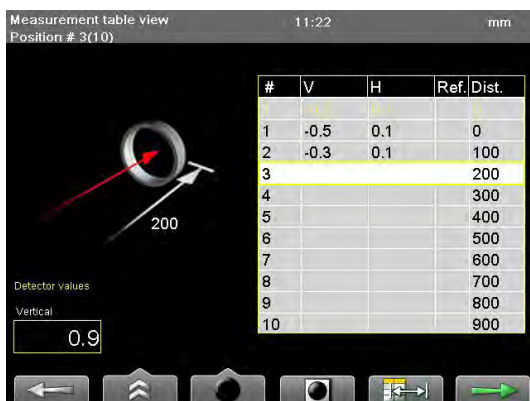 Measurement table view 11:22 mm
Position # 3(10)
# V H Ref. Dist.
1 -0.5 0.1 0
2 -0.3 0.1 100
3 200
4 300
5 400
6 500
7 600
8 700
9 800
10 900
200
Detector values
Vertical
0.9